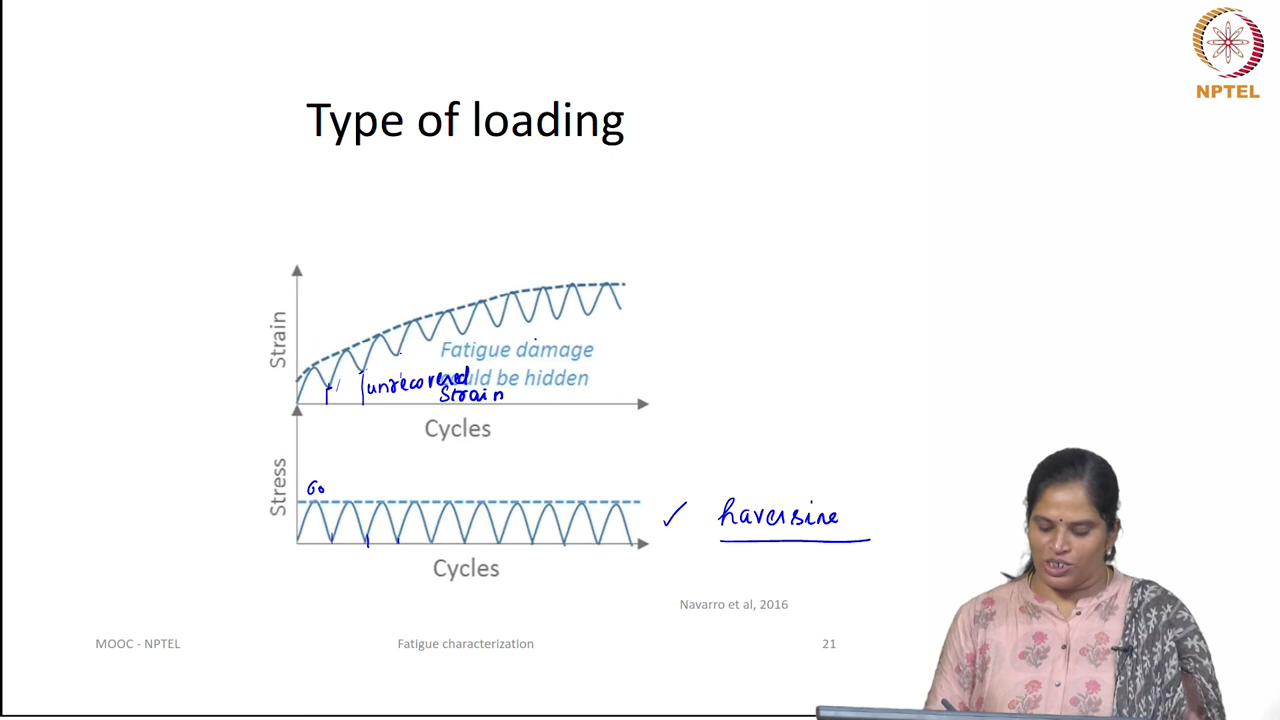 NPTEL
Type of loading
Strain
Fatigue damage
could be hidden
unrecovered
strain
Cycles
Stress
σ₀
✓ haversine
Cycles
Navarro et al, 2016
MOOC - NPTEL
Fatigue characterization
21